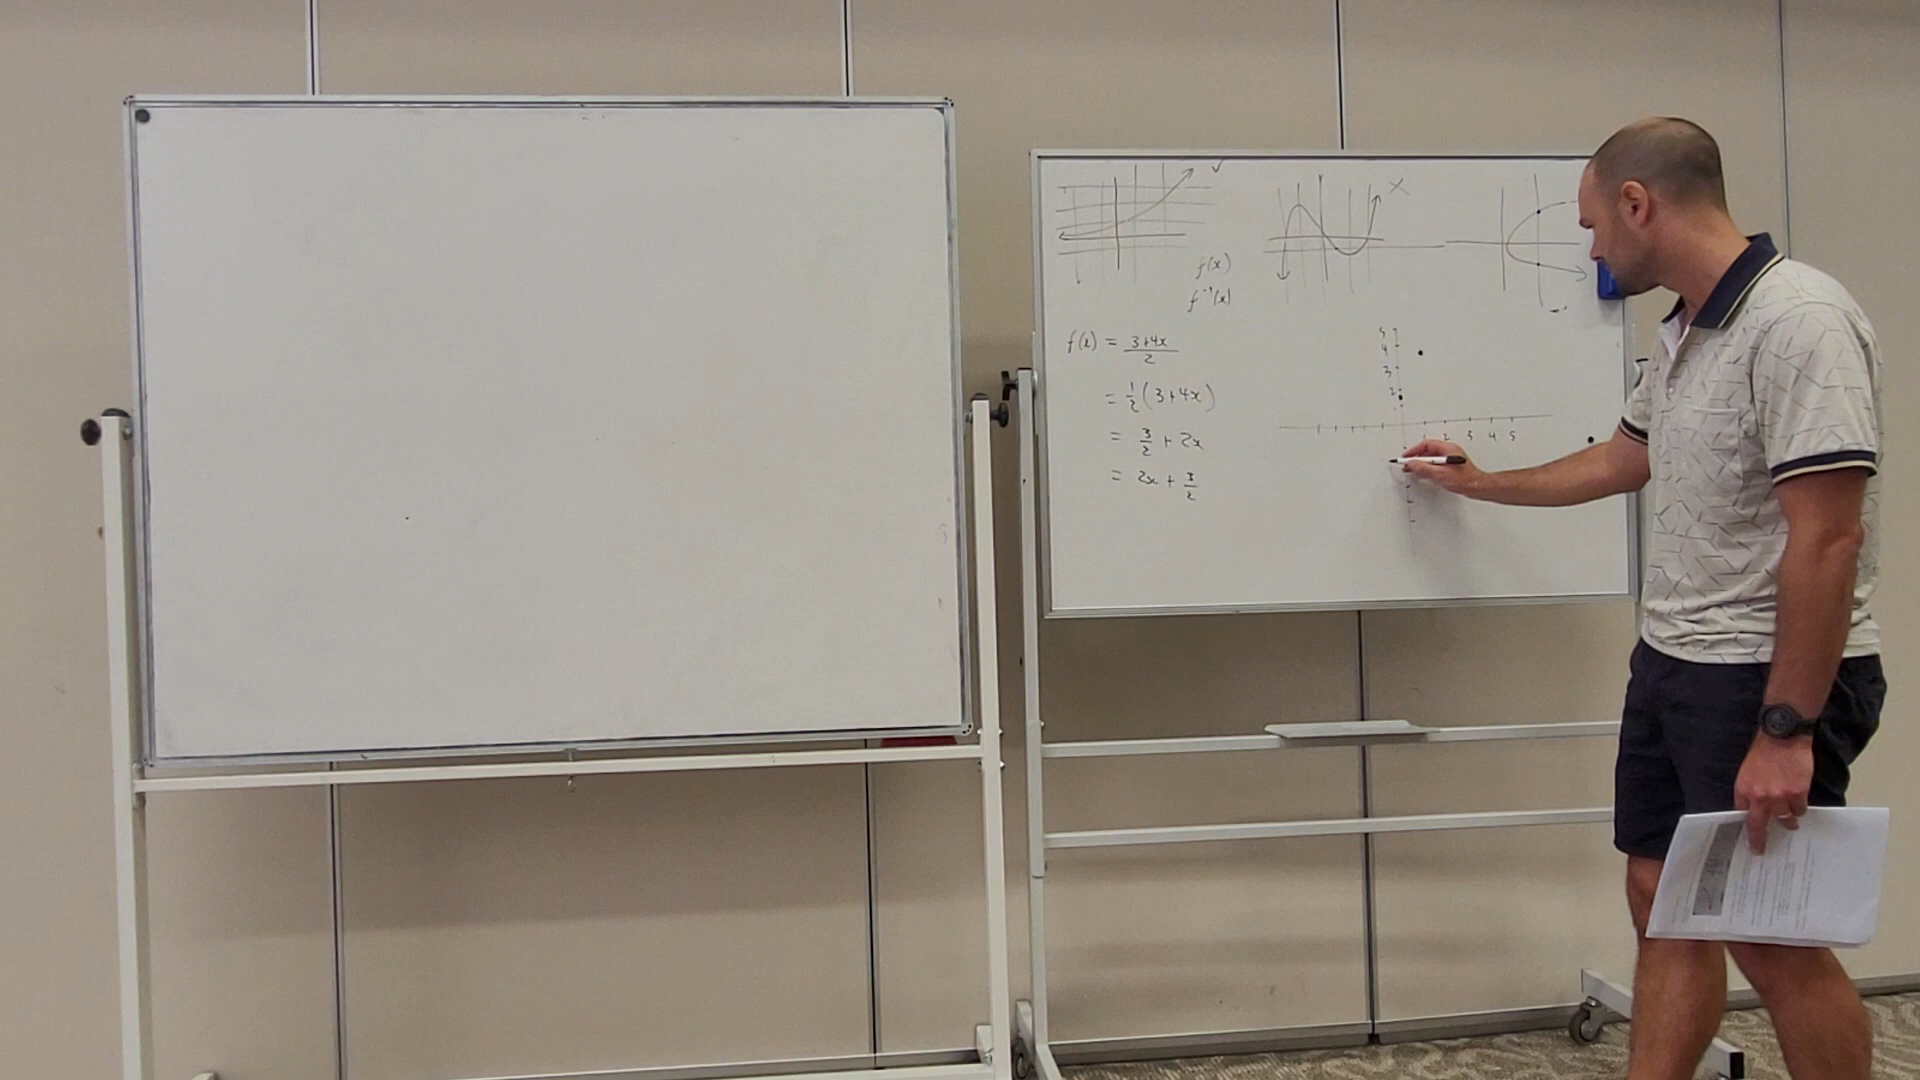 ✓
X
f(x)
f⁻¹(x)
f(x) = (3+4x)/2
= 1/2 (3+4x)
= 3/2 + 2x
= 2x + 3/2
5
4
3
2
1 2 3 4 5